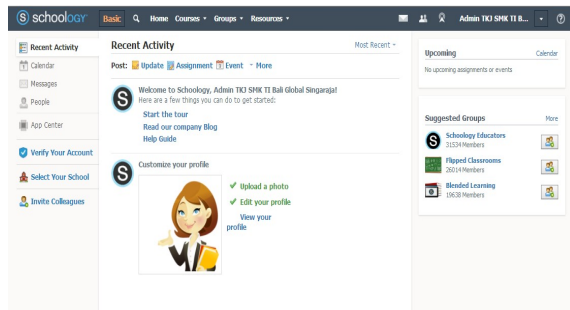 S schoology Basic Home Courses Groups Resources Admin TKJ SMK TI B...
Recent Activity
Calendar
Messages
People
App Center
Verify Your Account
Select Your School
Invite Colleagues
Recent Activity Most Recent
Post: Update Assignment Event More
Welcome to Schoology, Admin TKJ SMK TI Bali Global Singaraja!
Here are a few things you can do to get started:
Start the tour
Read our company Blog
Help Guide
Customize your profile
Upload a photo
Edit your profile
View your
profile
Upcoming Calendar
No upcoming assignments or events
Suggested Groups More
Schoology Educators
31534 Members
Flipped Classrooms
26014 Members
Blended Learning
19638 Members